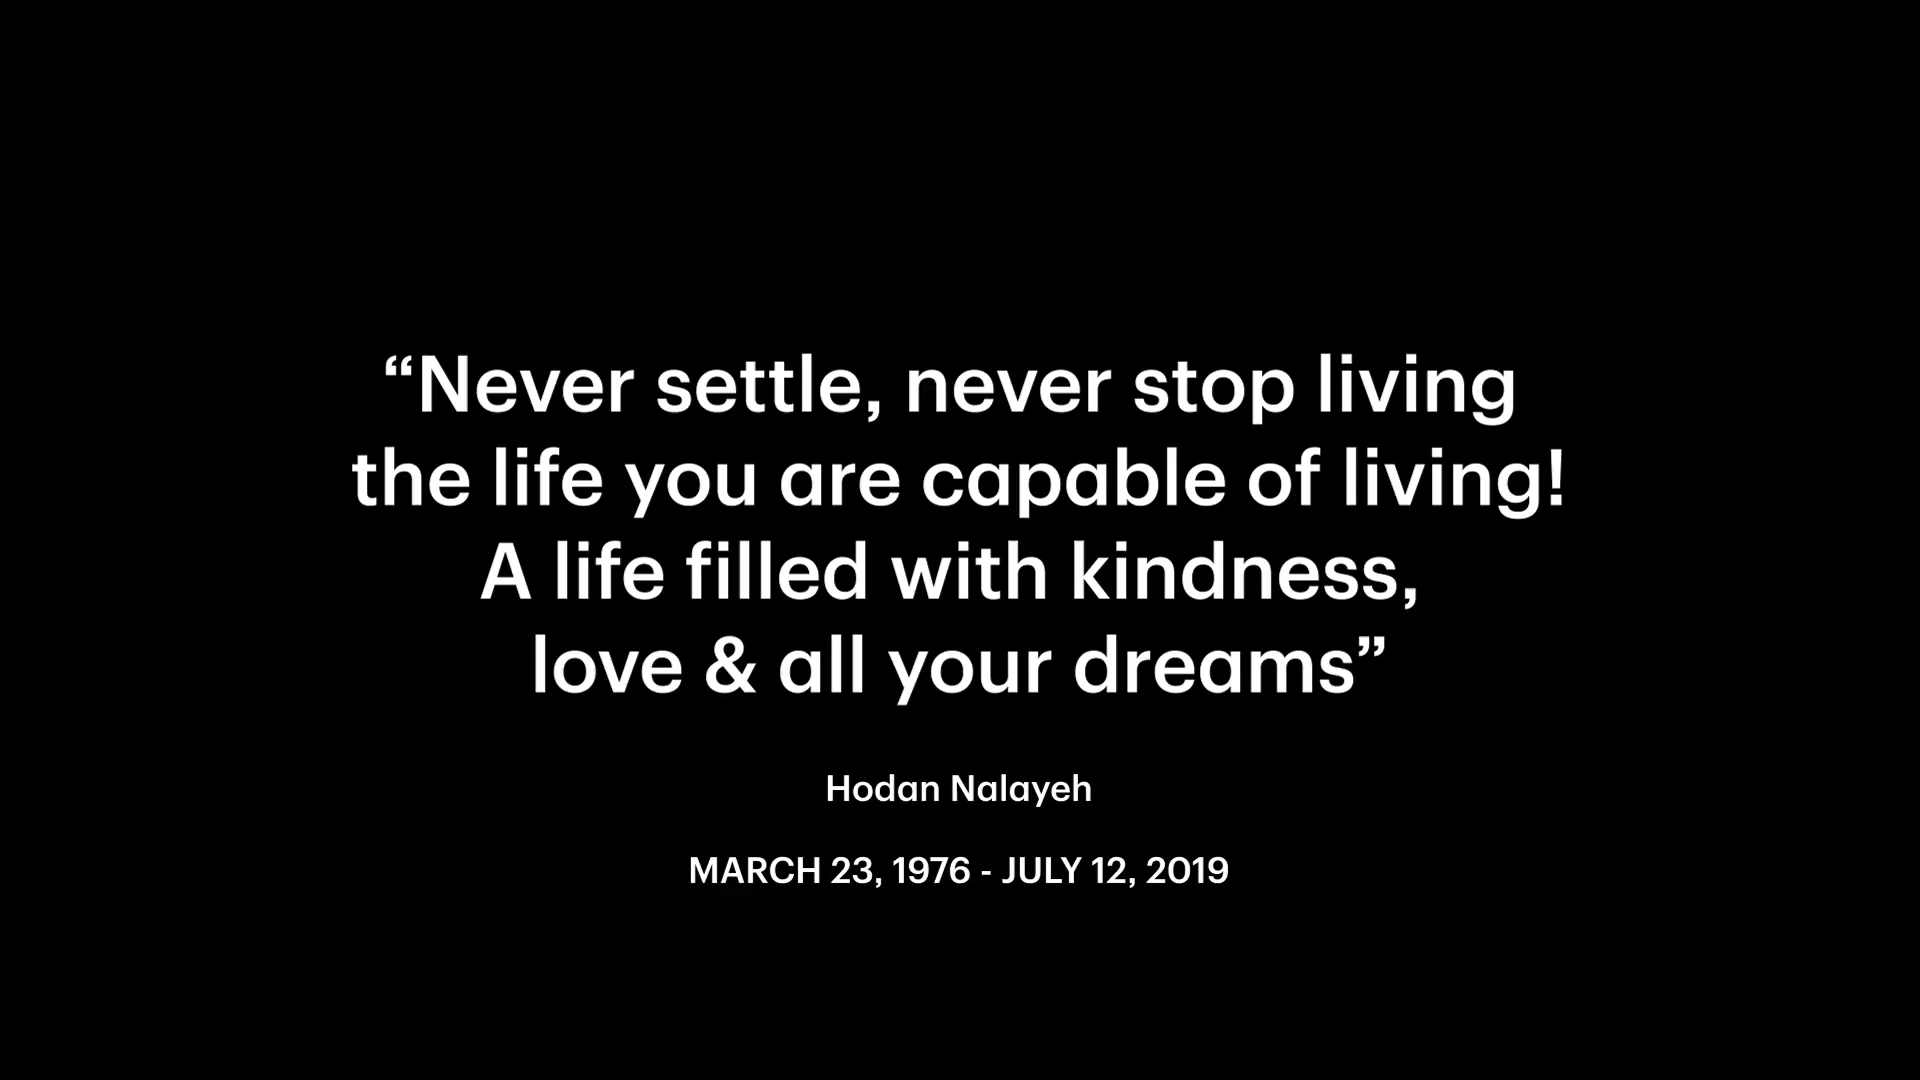 “Never settle, never stop living
the life you are capable of living!
A life filled with kindness,
love & all your dreams”
Hodan Nalayeh
MARCH 23, 1976 - JULY 12, 2019